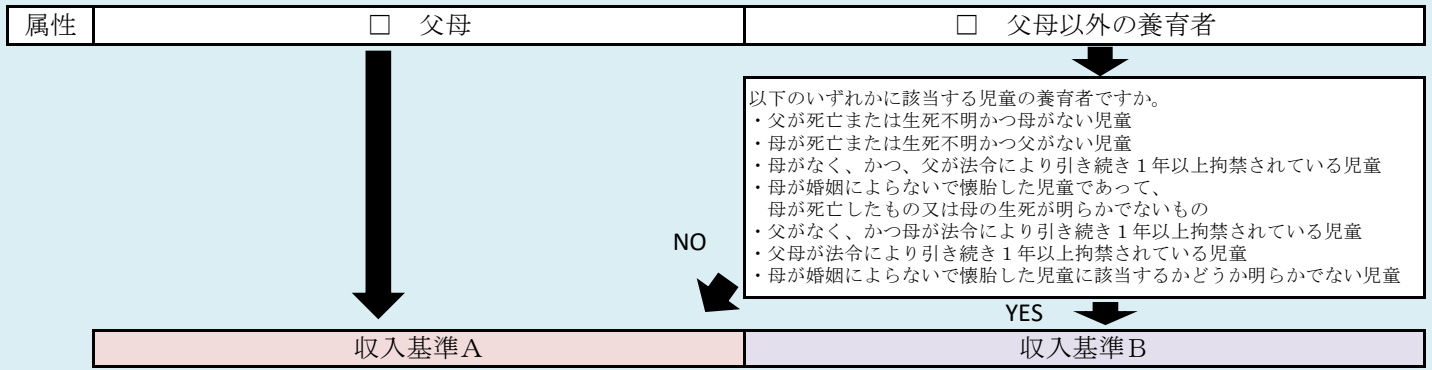 属性
□ 父母
□ 父母以外の養育者
以下のいずれかに該当する児童の養育者ですか。
・父が死亡または生死不明かつ母がない児童
・母が死亡または生死不明かつ父がない児童
・母がなく、かつ、父が法令により引き続き１年以上拘禁されている児童
・母が婚姻によらないで懐胎した児童であって、
母が死亡したもの又は母の生死が明らかでないもの
・父がなく、かつ母が法令により引き続き１年以上拘禁されている児童
・父母が法令により引き続き１年以上拘禁されている児童
・母が婚姻によらないで懐胎した児童に該当するかどうか明らかでない児童
NO
YES
収入基準A
収入基準B